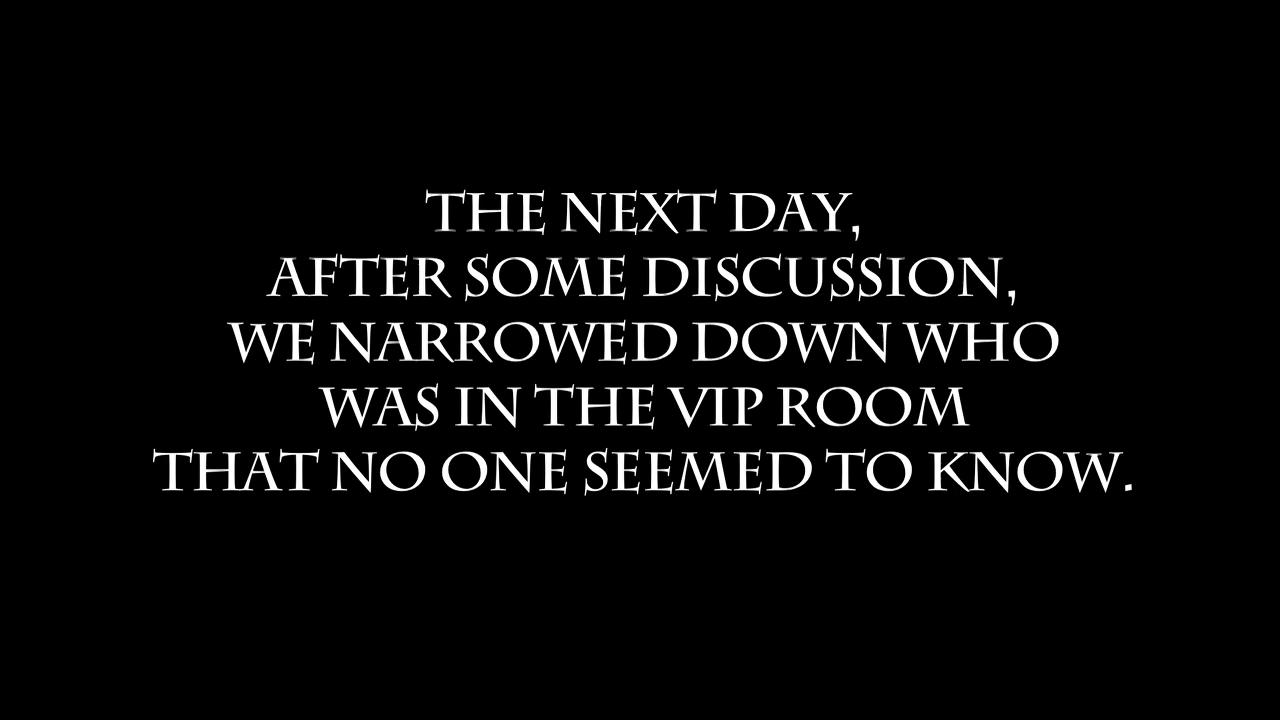 THE NEXT DAY,
AFTER SOME DISCUSSION,
WE NARROWED DOWN WHO
WAS IN THE VIP ROOM
THAT NO ONE SEEMED TO KNOW.